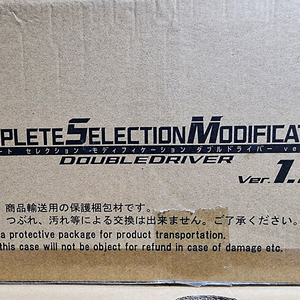 PLETE SELECTION MODIFICAT
ート セレクション モディフィケーション ダブルドライバー ve
DOUBLEDRIVER
Ver.1.
商品輸送用の保護梱包材です。
つぶれ、汚れ等による交換は出来ません。ご了承ください。
a protective package for product transportation.
this case will not be object for refund in case of damage etc.